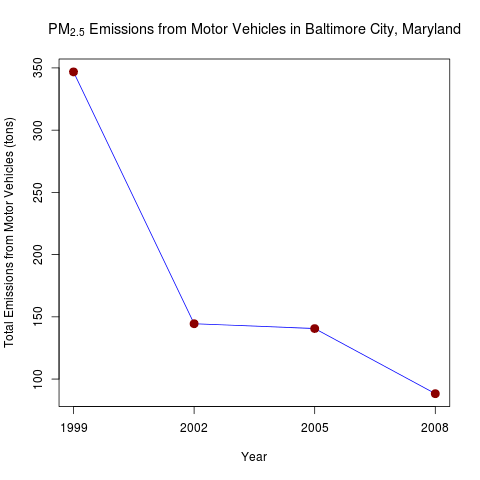 PM2.5 Emissions from Motor Vehicles in Baltimore City, Maryland
Total Emissions from Motor Vehicles (tons)
350
300
250
200
150
100
1999 2002 2005 2008
Year